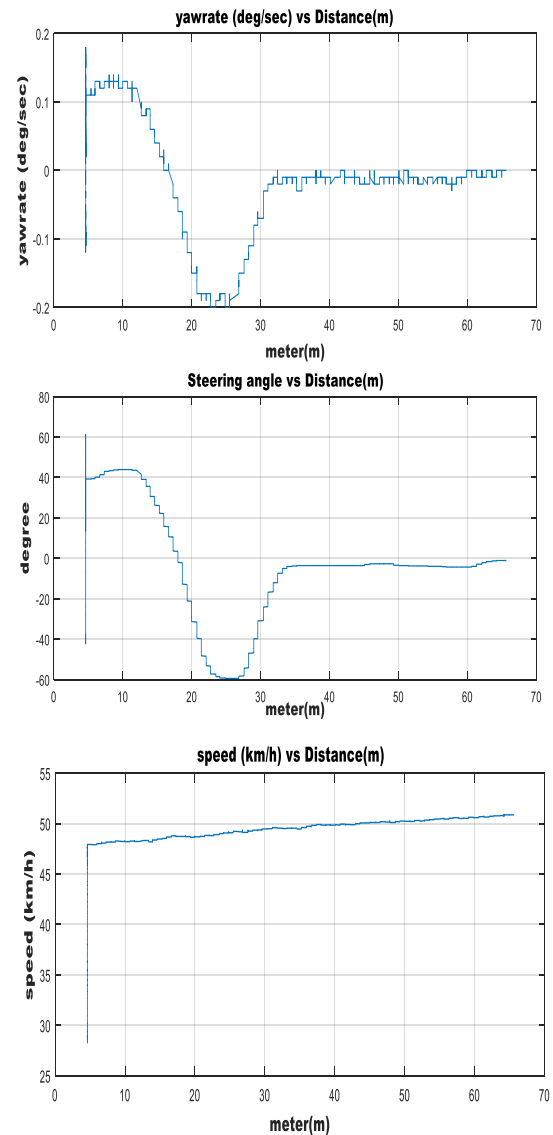 yawrate (deg/sec) vs Distance(m)
yawrate (deg/sec)
0.2
0.1
0
-0.1
-0.2
0 10 20 30 40 50 60 70
meter(m)
Steering angle vs Distance(m)
degree
80
60
40
20
0
-20
-40
-60
0 10 20 30 40 50 60 70
meter(m)
speed (km/h) vs Distance(m)
speed (km/h)
55
50
45
40
35
30
25
0 10 20 30 40 50 60 70
meter(m)